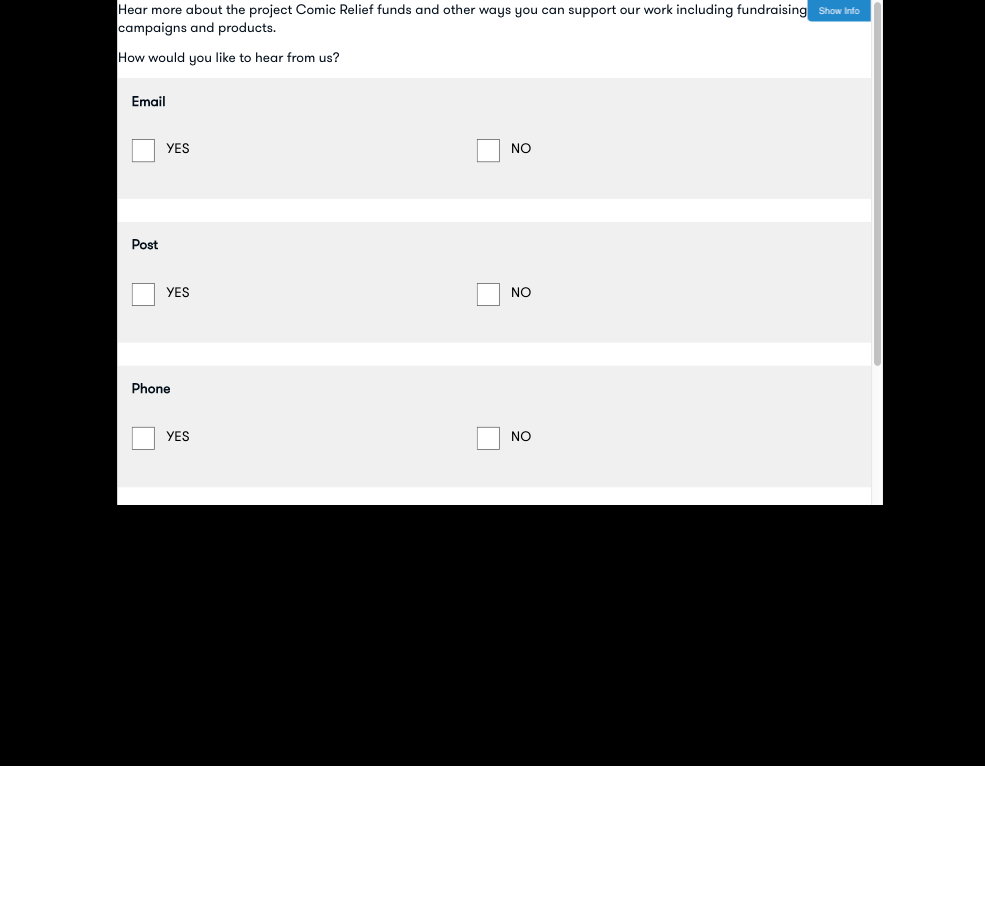 Hear more about the project Comic Relief funds and other ways you can support our work including fundraising
Show Info
campaigns and products.
How would you like to hear from us?
Email
YES
NO
Post
YES
NO
Phone
YES
NO